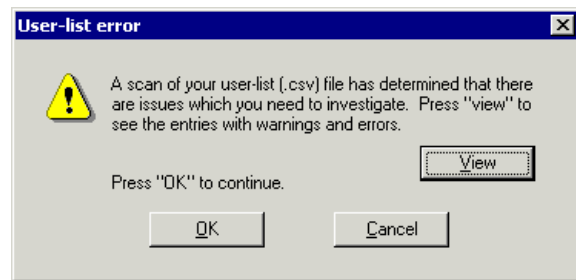 User-list error
A scan of your user-list (.csv) file has determined that there
are issues which you need to investigate.  Press "view" to
see the entries with warnings and errors.
View
Press "OK" to continue.
OK
Cancel